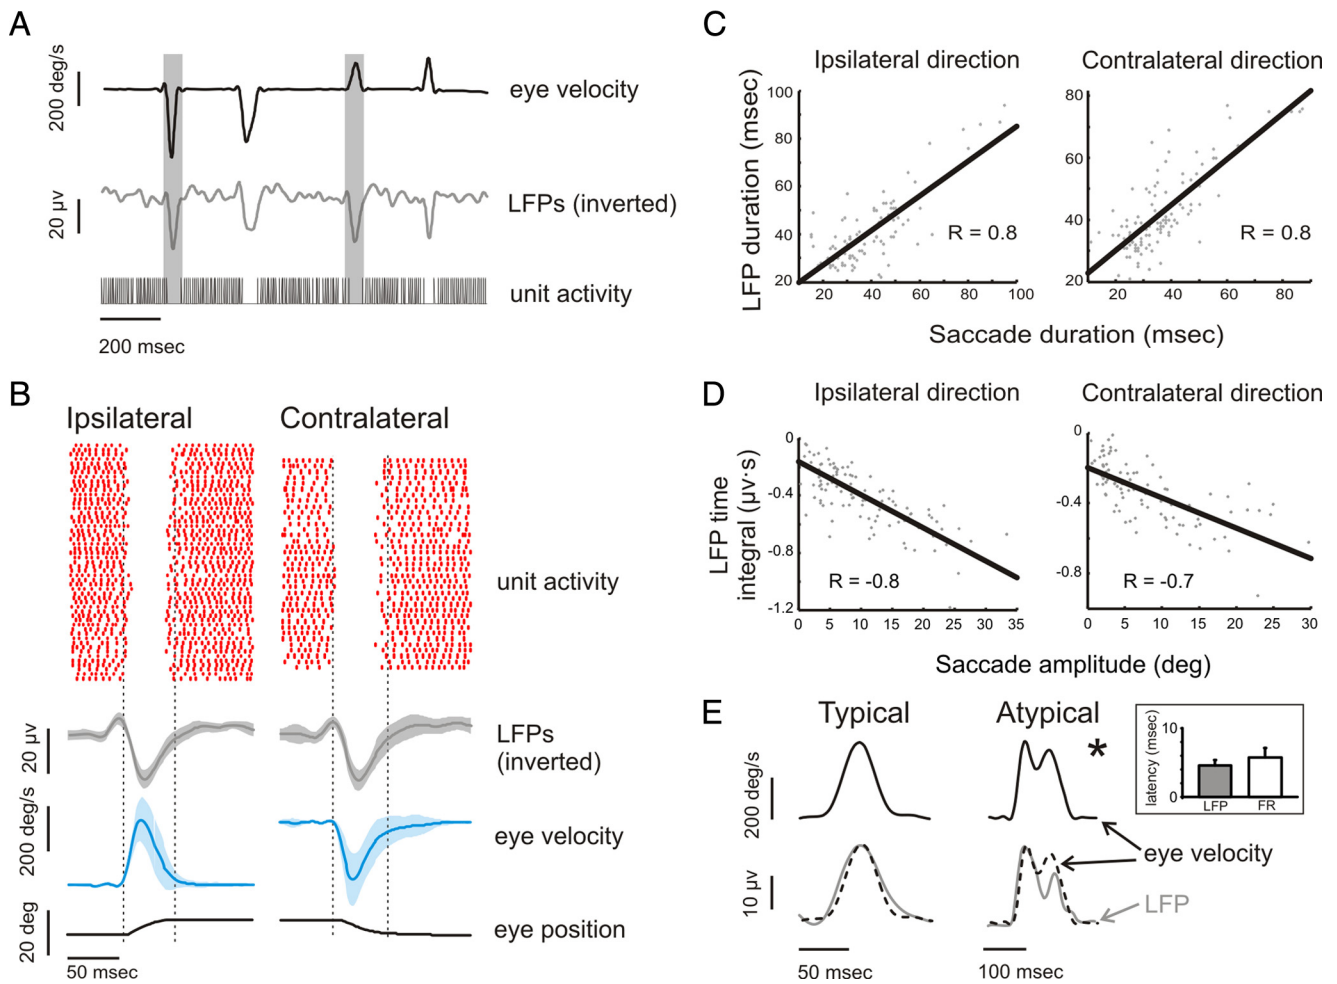 A
200 deg/s
eye velocity
20 μv
LFPs (inverted)
unit activity
200 msec
B
Ipsilateral
Contralateral
unit activity
20 μv
LFPs
(inverted)
200 deg/s
eye velocity
20 deg
eye position
50 msec
C
Ipsilateral direction
Contralateral direction
LFP duration (msec)
100
80
60
40
20
20 40 60 80 100
R = 0.8
80
60
40
20
20 40 60 80
R = 0.8
Saccade duration (msec)
D
Ipsilateral direction
Contralateral direction
LFP time
integral (μv·s)
0
-0.4
-0.8
-1.2
0 5 10 15 20 25 30 35
R = -0.8
0
-0.4
-0.8
0 5 10 15 20 25 30
R = -0.7
Saccade amplitude (deg)
E
Typical
Atypical
*
200 deg/s
10 μv
latency (msec)
10
0
LFP FR
eye velocity
LFP
50 msec
100 msec